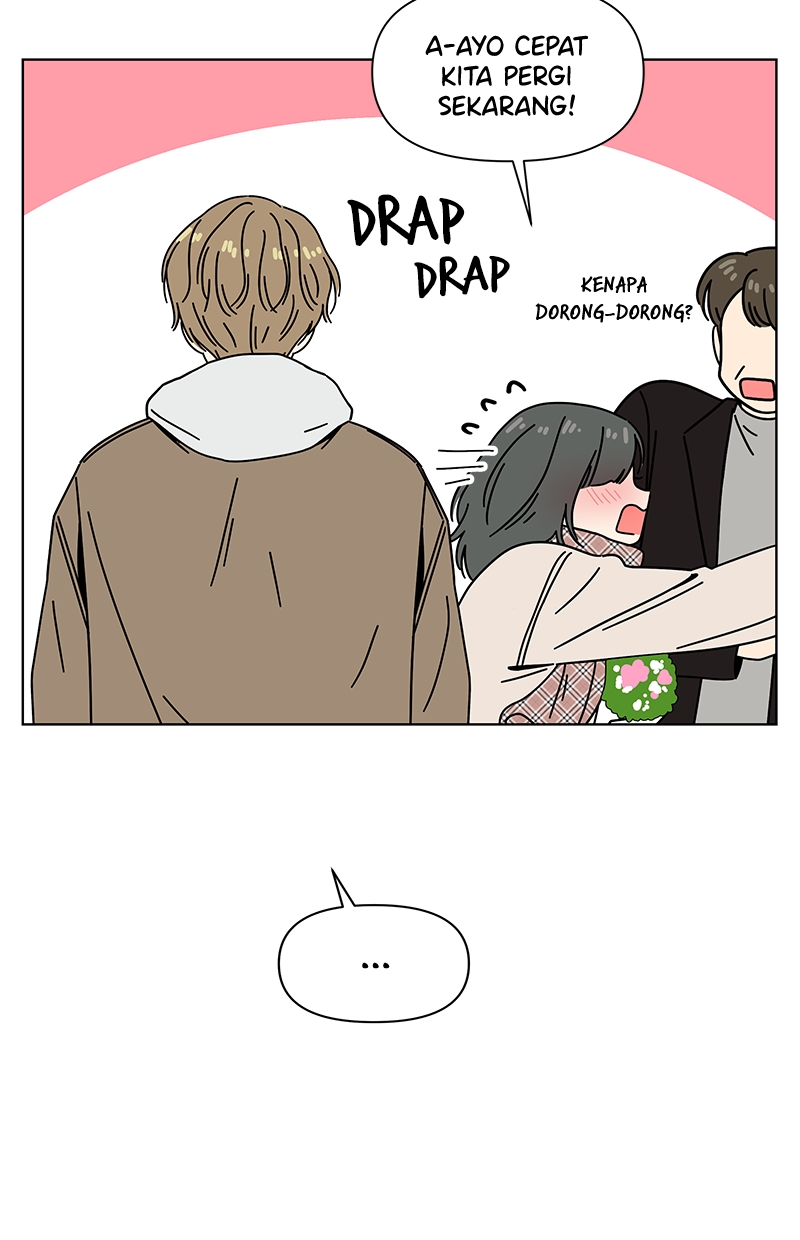 A-AYO CEPAT
KITA PERGI
SEKARANG!
DRAP
DRAP
KENAPA
DORONG-DORONG?
...